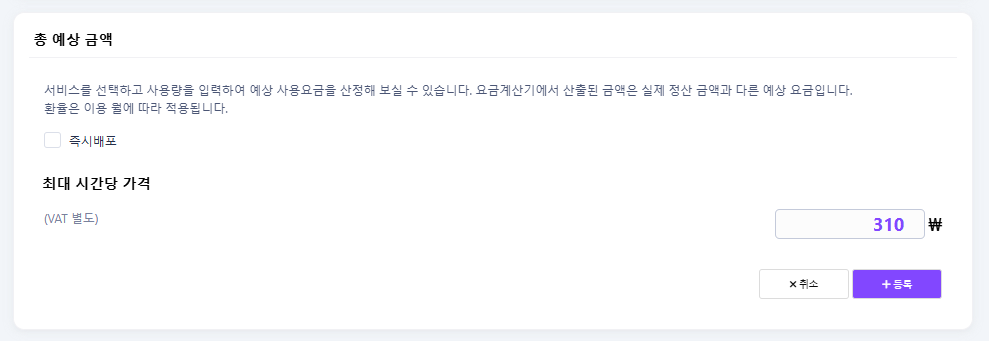 총 예상 금액
서비스를 선택하고 사용량을 입력하여 예상 사용요금을 산정해 보실 수 있습니다. 요금계산기에서 산출된 금액은 실제 정산 금액과 다른 예상 요금입니다.
환율은 이용 월에 따라 적용됩니다.
즉시배포
최대 시간당 가격
(VAT 별도)
310 ₩
✕ 취소
+ 등록